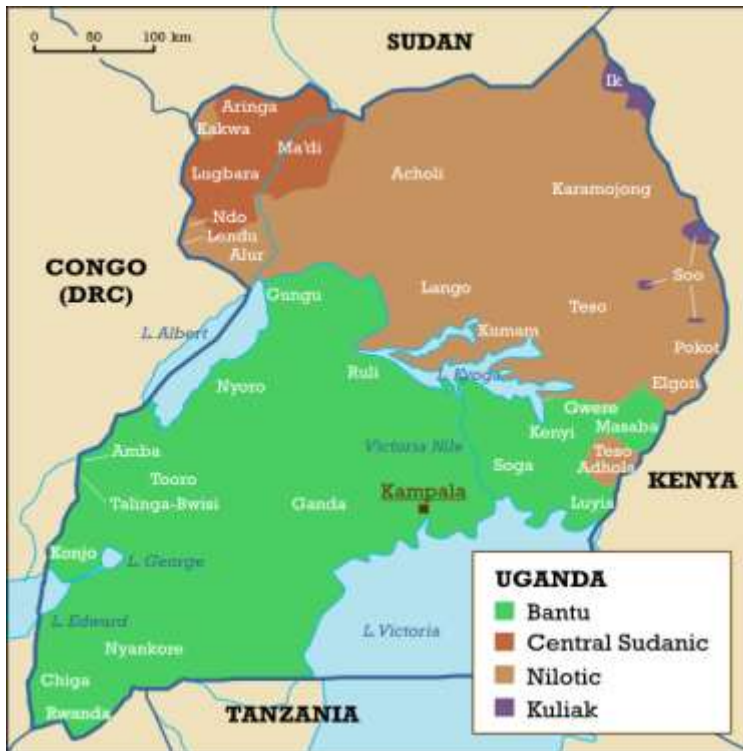 0 50 100 km
SUDAN
Ik
Aringa
Kakwa
Ma'di
Lugbara
Acholi
Karamojong
Ndo
Lendu
Alur
CONGO
(DRC)
Soo
Gungu
Lango
Teso
L. Albert
Kumam
Pokot
Ruli
L. Kyoga
Elgon
Nyoro
Gwere
Masaba
Kenyi
Victoria Nile
Amba
Teso
Adhola
Soga
Tooro
KENYA
Talinga-Bwisi
Ganda
Kampala
Luyia
Konjo
L. George
UGANDA
Bantu
L. Edward
L. Victoria
Central Sudanic
Nyankore
Nilotic
Chiga
Kuliak
Rwanda
TANZANIA